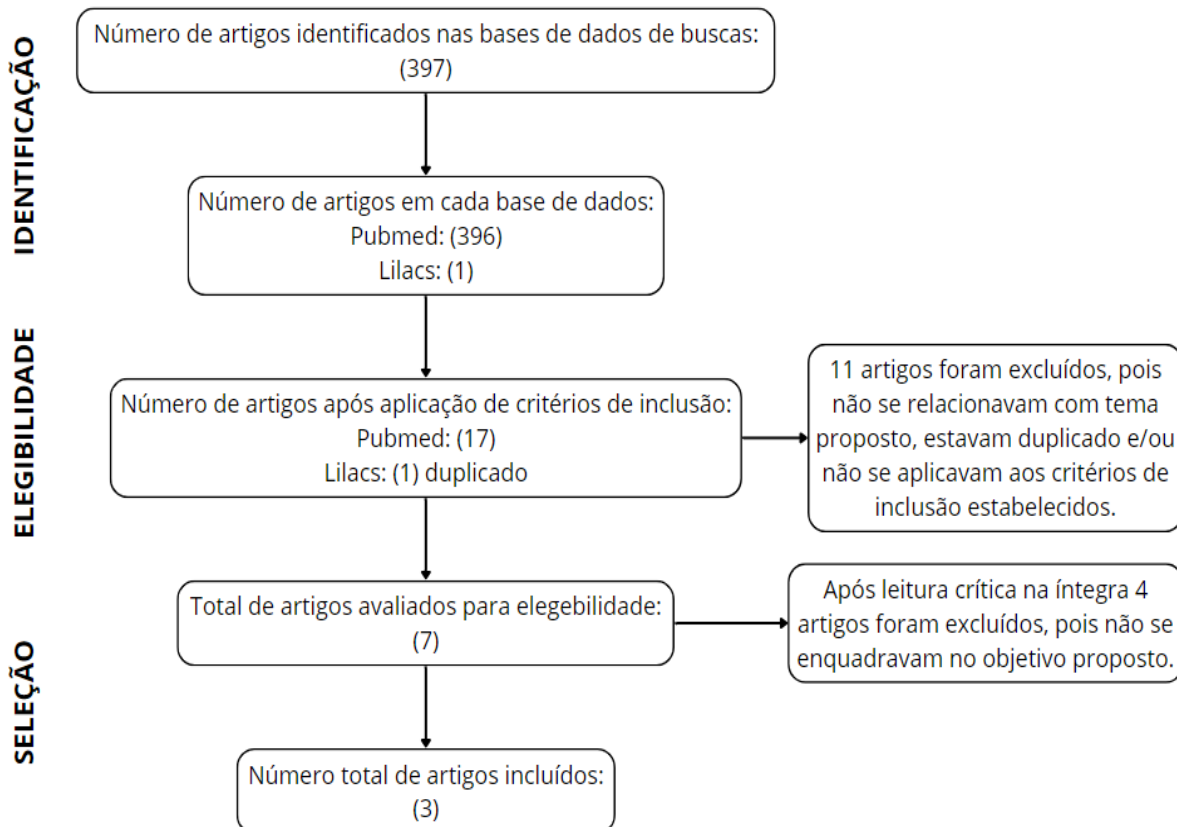 IDENTIFICAÇÃO
Número de artigos identificados nas bases de dados de buscas:
(397)
Número de artigos em cada base de dados:
Pubmed: (396)
Lilacs: (1)
ELEGIBILIDADE
Número de artigos após aplicação de critérios de inclusão:
Pubmed: (17)
Lilacs: (1) duplicado
11 artigos foram excluídos, pois
não se relacionavam com tema
proposto, estavam duplicado e/ou
não se aplicavam aos critérios de
inclusão estabelecidos.
SELEÇÃO
Total de artigos avaliados para elegebilidade:
(7)
Após leitura crítica na íntegra 4
artigos foram excluídos, pois não se
enquadravam no objetivo proposto.
Número total de artigos incluídos:
(3)